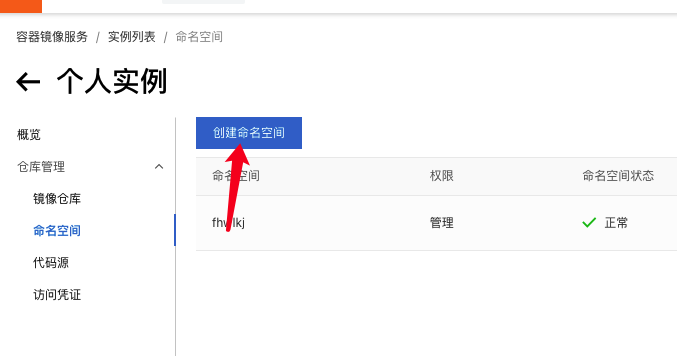 容器镜像服务 / 实例列表 / 命名空间
← 个人实例
概览
仓库管理
镜像仓库
命名空间
代码源
访问凭证
创建命名空间
命名空间 权限 命名空间状态
管理 正常